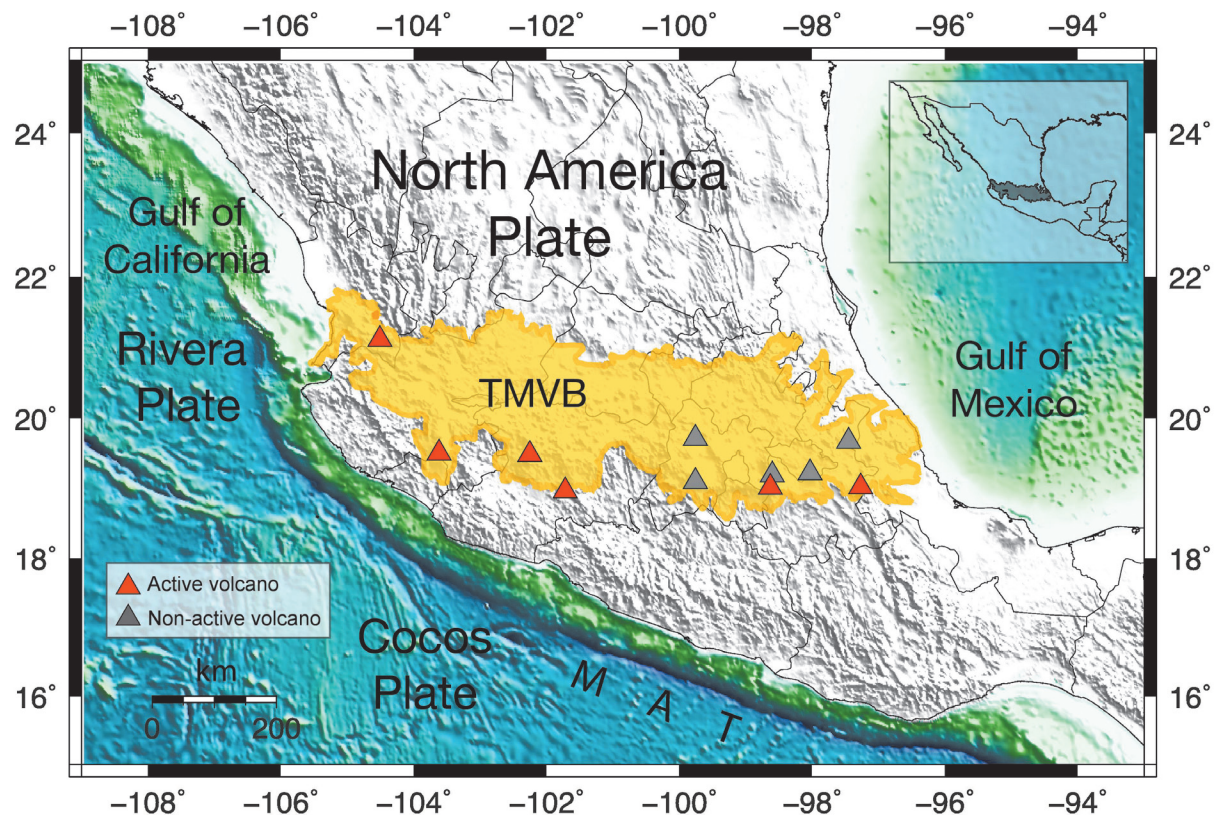 −108° −106° −104° −102° −100° −98° −96° −94°
24° 24°
North America
Plate
Gulf of
California
22° 22°
Rivera
Plate
Gulf of
Mexico
TMVB
20° 20°
18° 18°
Active volcano
Non-active volcano
Cocos
Plate
M A T
km
0 200
16° 16°
−108° −106° −104° −102° −100° −98° −96° −94°